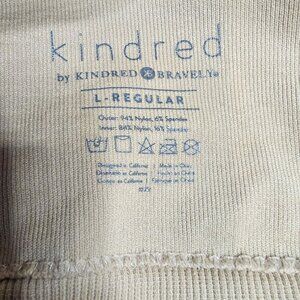 kindred
by KINDRED BRAVELY®
L-REGULAR
Outer: 94% Nylon, 6% Spandex
Inner: 84% Nylon, 16% Spandex
Designed in California | Made in China
Diseñado en California | Hecho en China
Conçu en Californie | Fabriqué en Chine